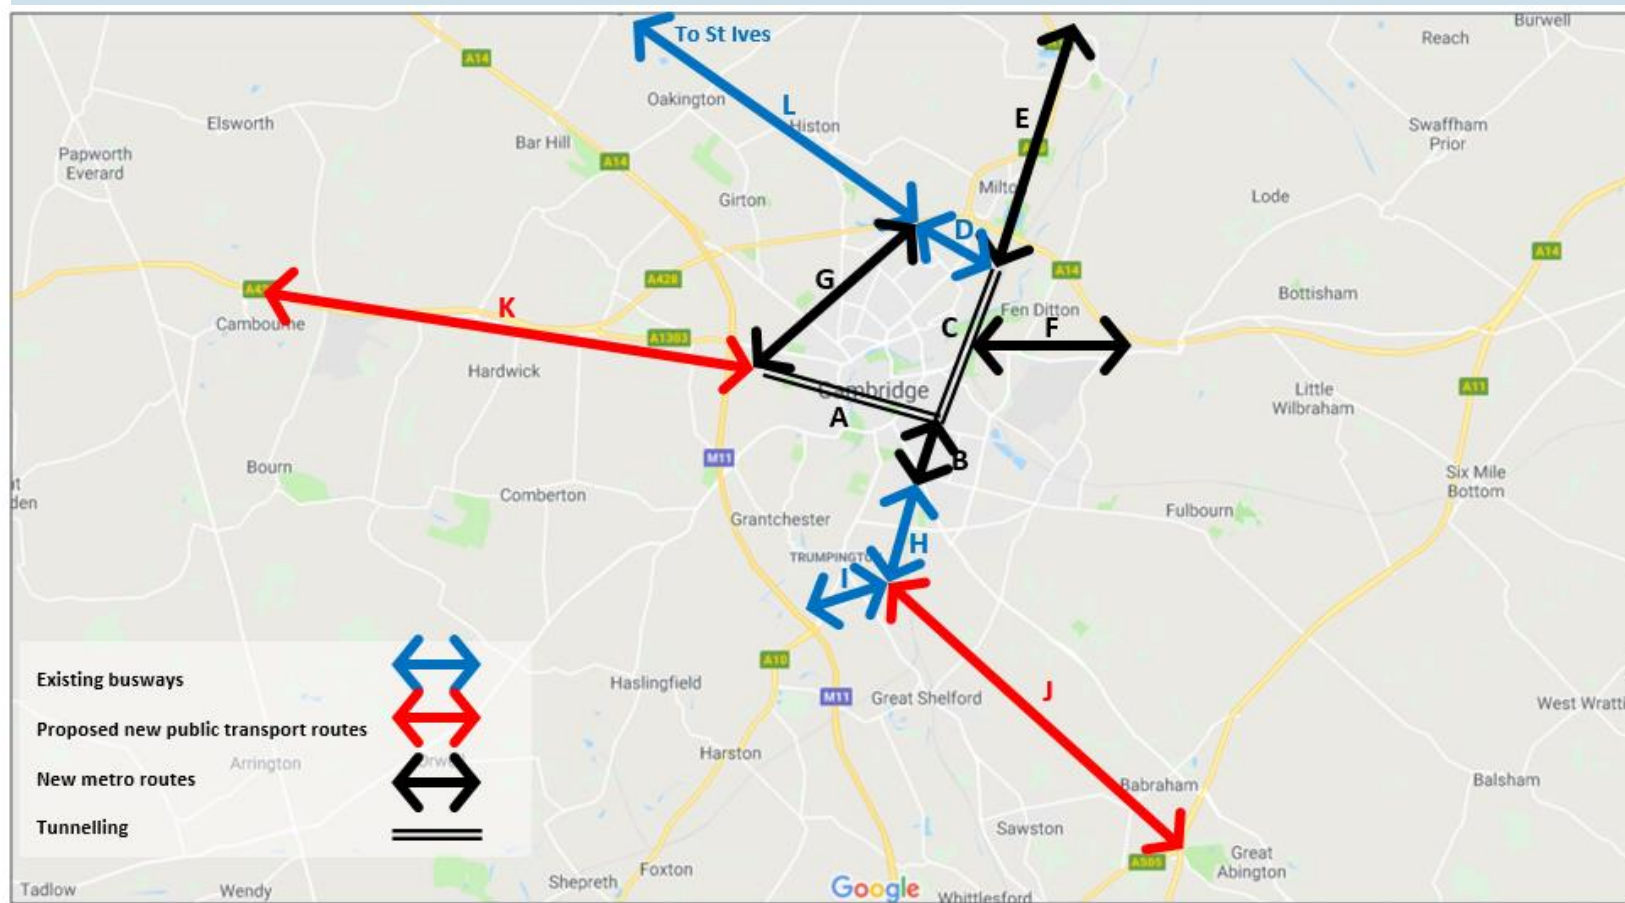 Burwell
Reach
To St Ives
A14
Oakington
L
Histon
E
Elsworth
Swaffham
Prior
Bar Hill
Papworth
Everard
A14
Milto
Girton
Lode
D
A14
A14
A428
G
Fen Ditton
Bottisham
K
Cambourne
C
F
A1303
Hardwick
Cambridge
Little
Wilbraham
A11
A
M11
B
Bourn
Comberton
Six Mile
Bottom
den
Grantchester
Fulbourn
H
TRUMPINGTO
I
A10
Haslingfield
M11
Great Shelford
J
West Wratti
Existing busways
Proposed new public transport routes
Harston
Arrington
New metro routes
Babraham
Balsham
Tunnelling
Sawston
Great
Abington
A505
Foxton
Shepreth
Google
Whittlesford
Tadlow
Wendy